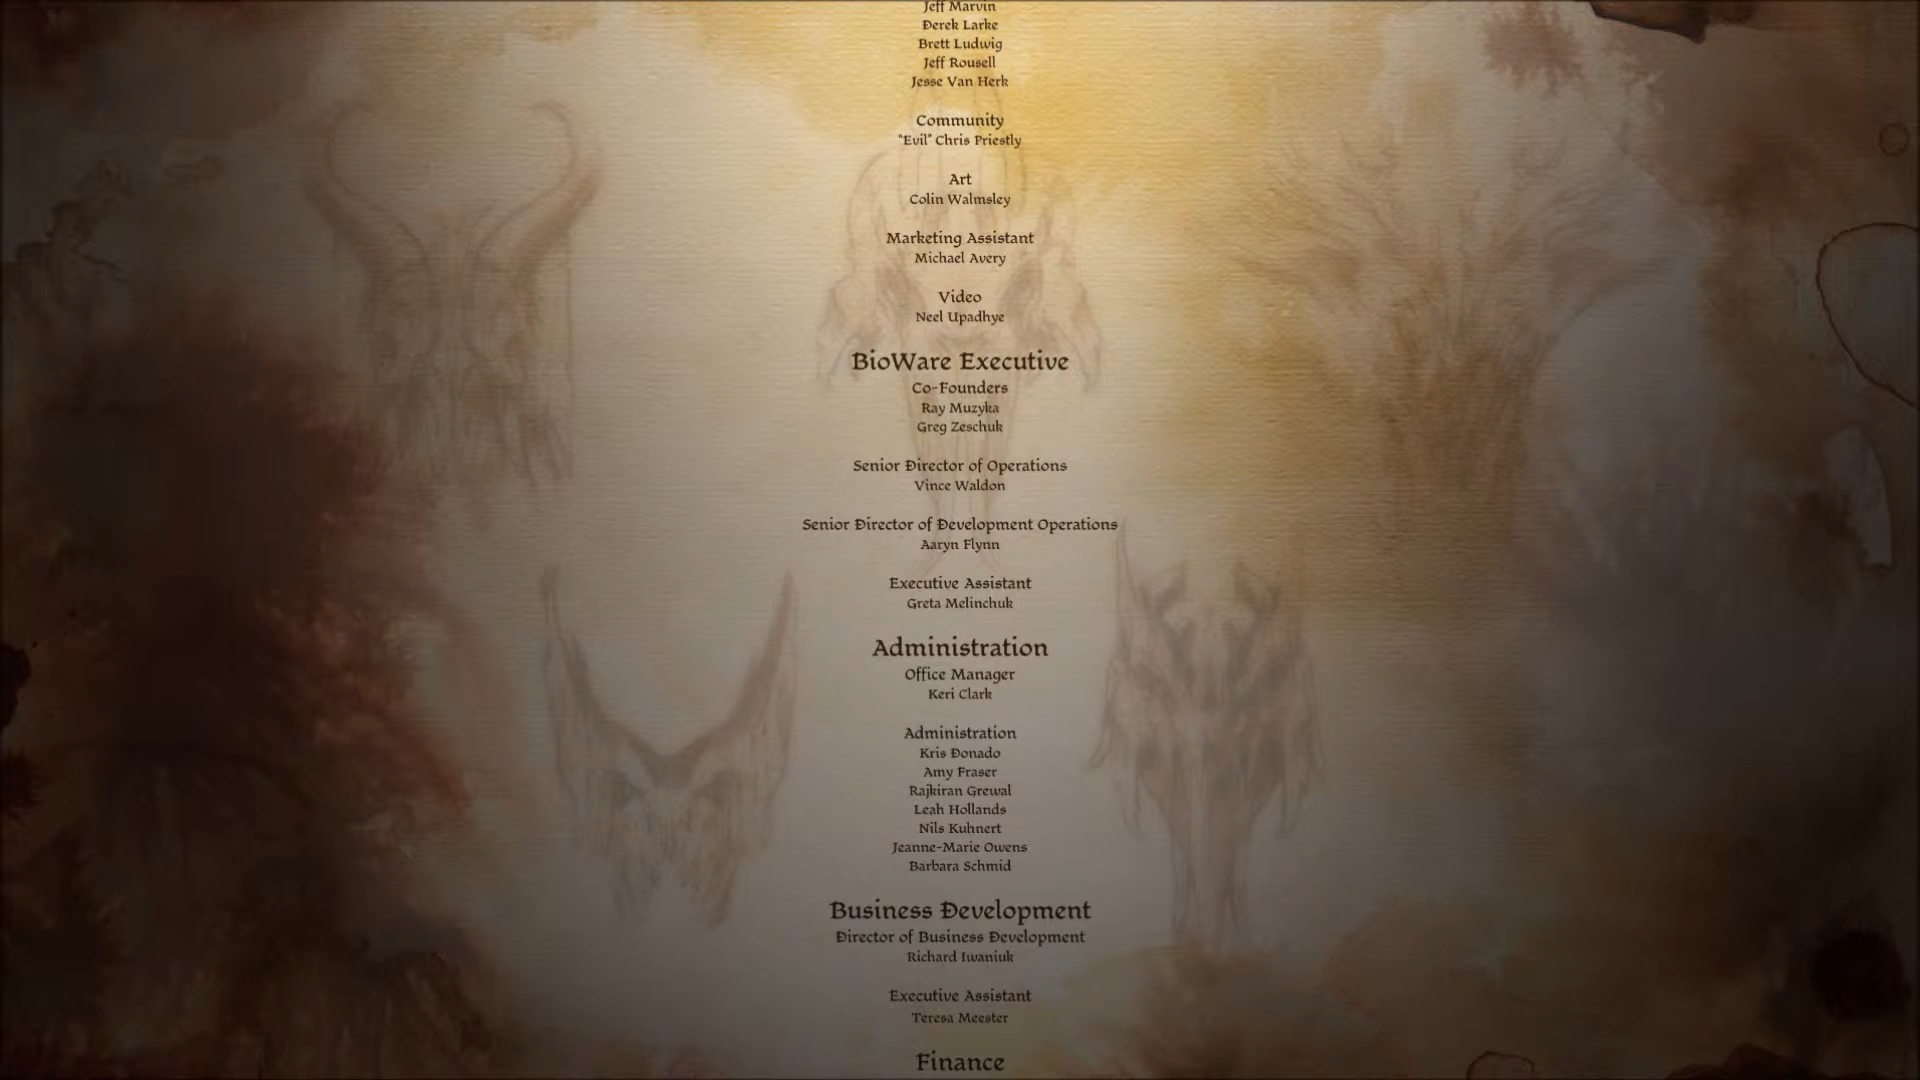 Jeff Marvin
Derek Larke
Brett Ludwig
Jeff Rousell
Jesse Van Herk
Community
"Evil" Chris Priestly
Art
Colin Walmsley
Marketing Assistant
Michael Avery
Video
Neel Upadhye
BioWare Executive
Co-Founders
Ray Muzyka
Greg Zeschuk
Senior Director of Operations
Vince Waldon
Senior Director of Development Operations
Aaryn Flynn
Executive Assistant
Greta Melinchuk
Administration
Office Manager
Keri Clark
Administration
Kris Donado
Amy Fraser
Rajkiran Grewal
Leah Hollands
Nils Kuhnert
Jeanne-Marie Owens
Barbara Schmid
Business Development
Director of Business Development
Richard Iwaniuk
Executive Assistant
Teresa Meester
Finance